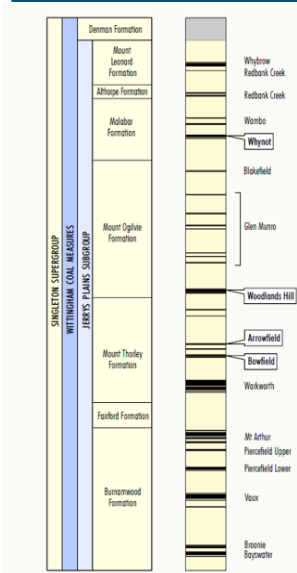 SINGLETON SUPERGROUP
WITTINGHAM COAL MEASURES
JERRYS PLAINS SUBGROUP
Denman Formation
Mount
Leonard
Formation
Althorpe Formation
Malabar
Formation
Mount Ogilvie
Formation
Mount Thorley
Formation
Fairford Formation
Burnamwood
Formation
Whybrow
Redbank Creek
Redbank Creek
Wambo
Whynot
Blakefield
Glen Munro
Woodlands Hill
Arrowfield
Bowfield
Warkworth
Mt Arthur
Piercefield Upper
Piercefield Lower
Vaux
Broonie
Bayswater